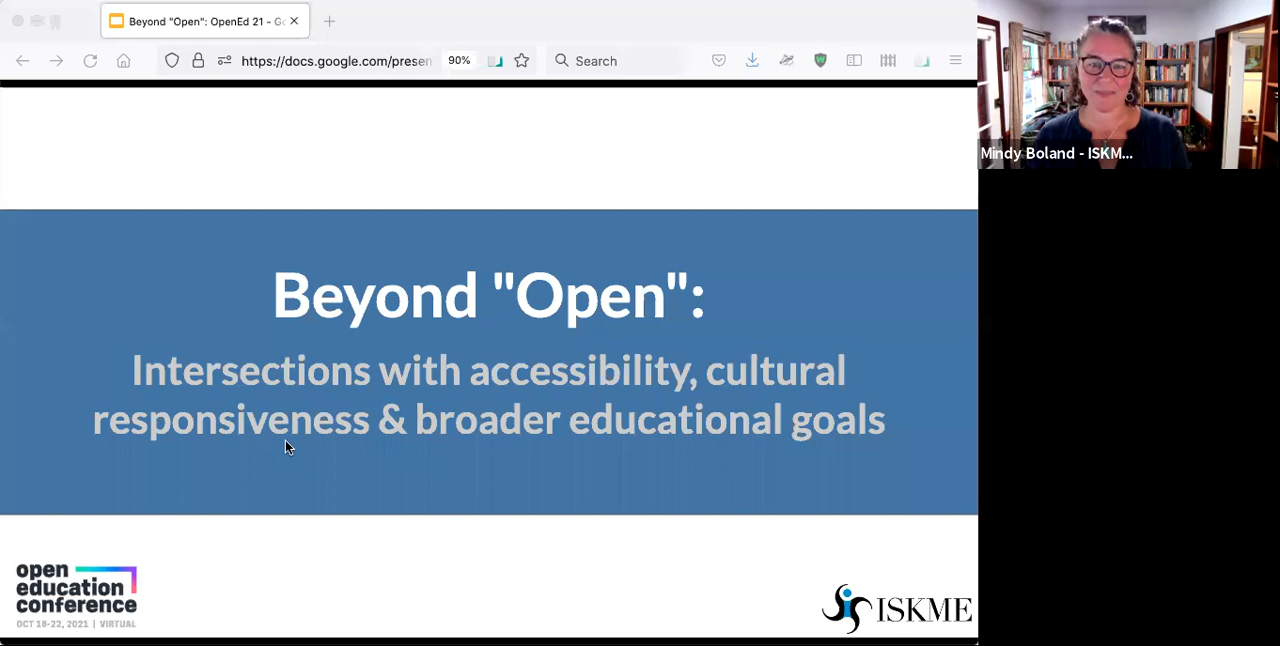 Beyond "Open": OpenEd 21 - Go
https://docs.google.com/presen
90%
Search
Mindy Boland - ISKM...
Beyond "Open":
Intersections with accessibility, cultural
responsiveness & broader educational goals
open
education
conference
OCT 18-22, 2021 | VIRTUAL
ISKME